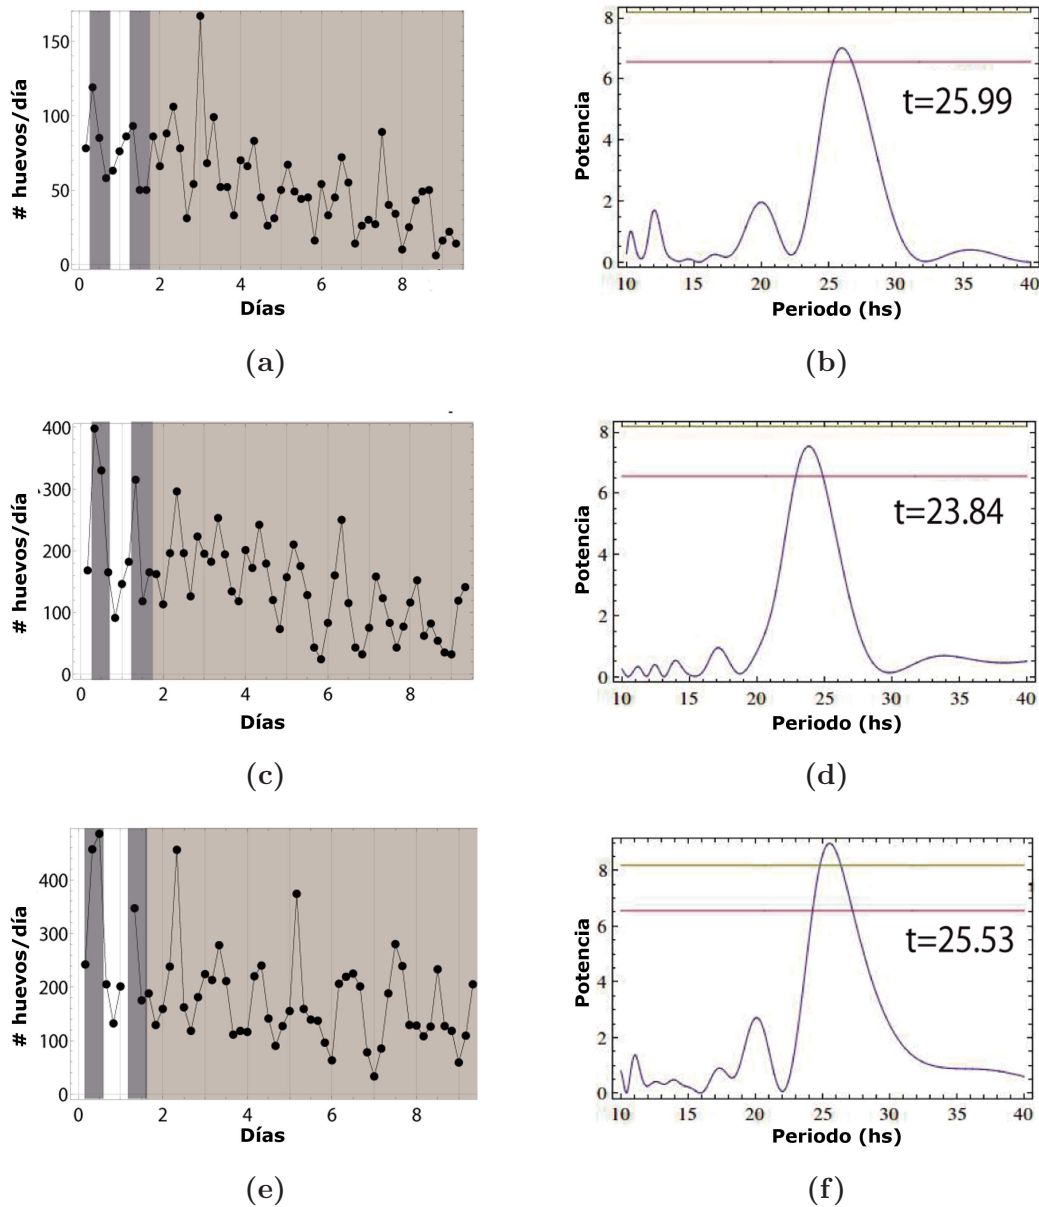 # huevos/día
150
100
50
0
0 2 4 6 8
Días
(a)
Potencia
8
6
4
2
0
t=25.99
10 15 20 25 30 35 40
Periodo (hs)
(b)
# huevos/día
400
300
200
100
0
0 2 4 6 8
Días
(c)
Potencia
8
6
4
2
0
t=23.84
10 15 20 25 30 35 40
Periodo (hs)
(d)
# huevos/día
400
300
200
100
0
0 2 4 6 8
Días
(e)
Potencia
8
6
4
2
0
t=25.53
10 15 20 25 30 35 40
Periodo (hs)
(f)